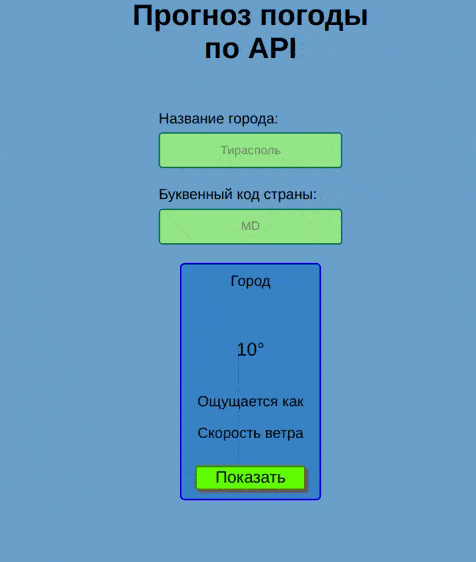 Прогноз погоды
по API
Название города:
Тирасполь
Буквенный код страны:
MD
Город
10°
Ощущается как
Скорость ветра
Показать